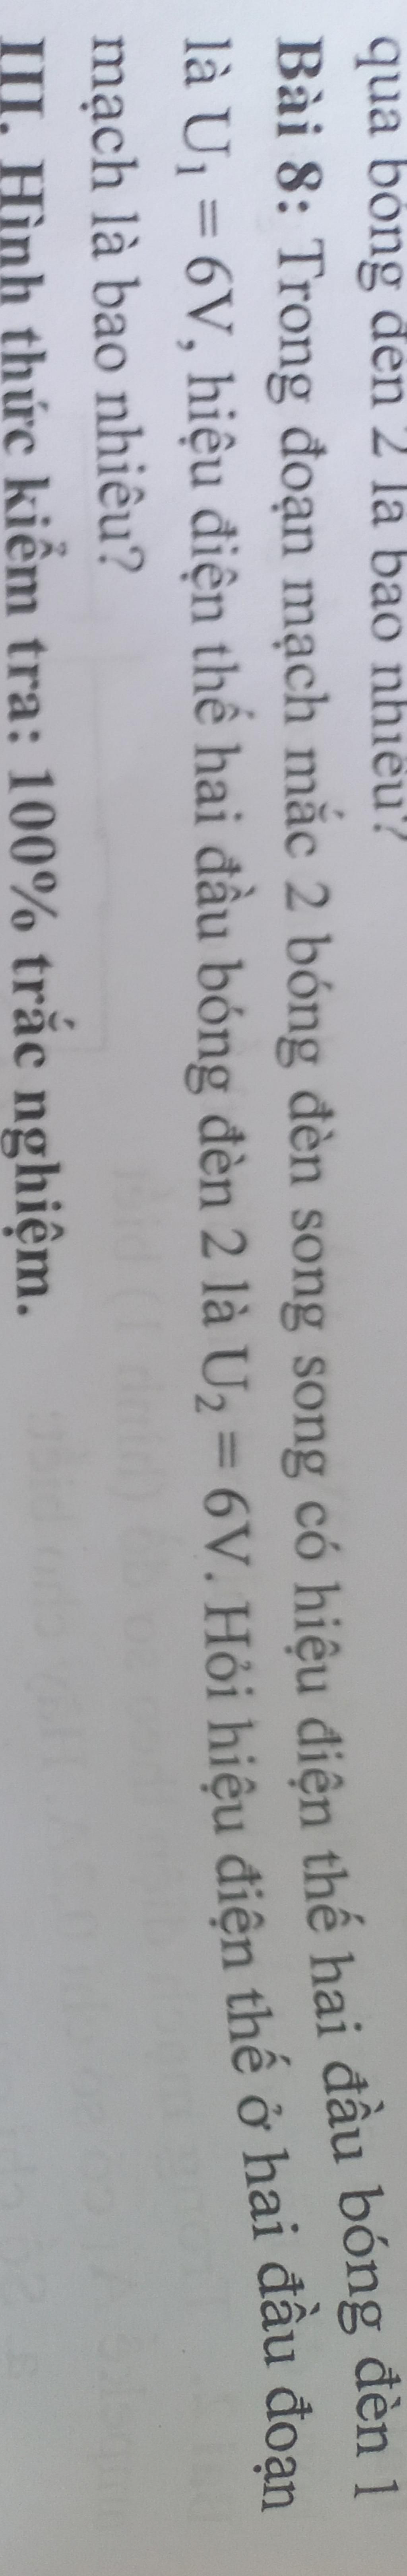 qua bóng đèn 2 là bao nhiêu?
Bài 8: Trong đoạn mạch mắc 2 bóng đèn song song có hiệu điện thế hai đầu bóng đèn 1
là U₁ = 6V, hiệu điện thế hai đầu bóng đèn 2 là U₂ = 6V. Hỏi hiệu điện thế ở hai đầu đoạn
mạch là bao nhiêu?
III. Hình thức kiểm tra: 100% trắc nghiệm.